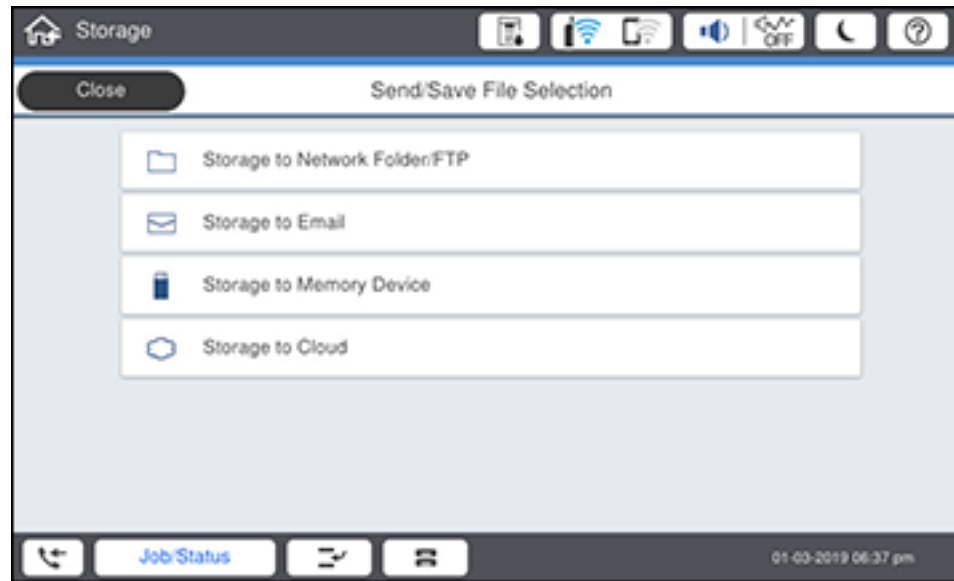 Storage
OFF
Close
Send/Save File Selection
Storage to Network Folder/FTP
Storage to Email
Storage to Memory Device
Storage to Cloud
Job/Status
01-03-2019 06:37 pm